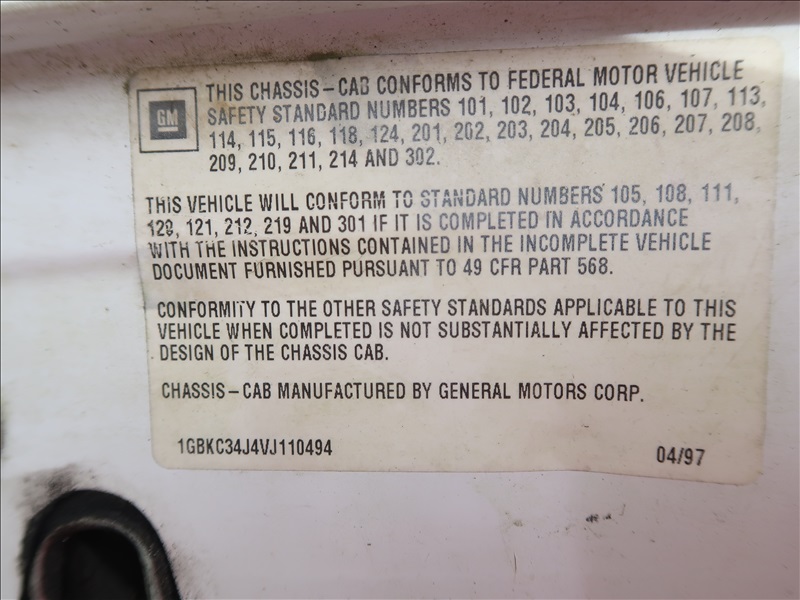 GM
THIS CHASSIS-CAB CONFORMS TO FEDERAL MOTOR VEHICLE
SAFETY STANDARD NUMBERS 101, 102, 103, 104, 106, 107, 113,
114, 115, 116, 118, 124, 201, 202, 203, 204, 205, 206, 207, 208,
209, 210, 211, 214 AND 302.
THIS VEHICLE WILL CONFORM TO STANDARD NUMBERS 105, 108, 111,
120, 121, 212, 219 AND 301 IF IT IS COMPLETED IN ACCORDANCE
WITH THE INSTRUCTIONS CONTAINED IN THE INCOMPLETE VEHICLE
DOCUMENT FURNISHED PURSUANT TO 49 CFR PART 568.
CONFORMITY TO THE OTHER SAFETY STANDARDS APPLICABLE TO THIS
VEHICLE WHEN COMPLETED IS NOT SUBSTANTIALLY AFFECTED BY THE
DESIGN OF THE CHASSIS CAB.
CHASSIS-CAB MANUFACTURED BY GENERAL MOTORS CORP.
1GBKC34J4VJ110494
04/97